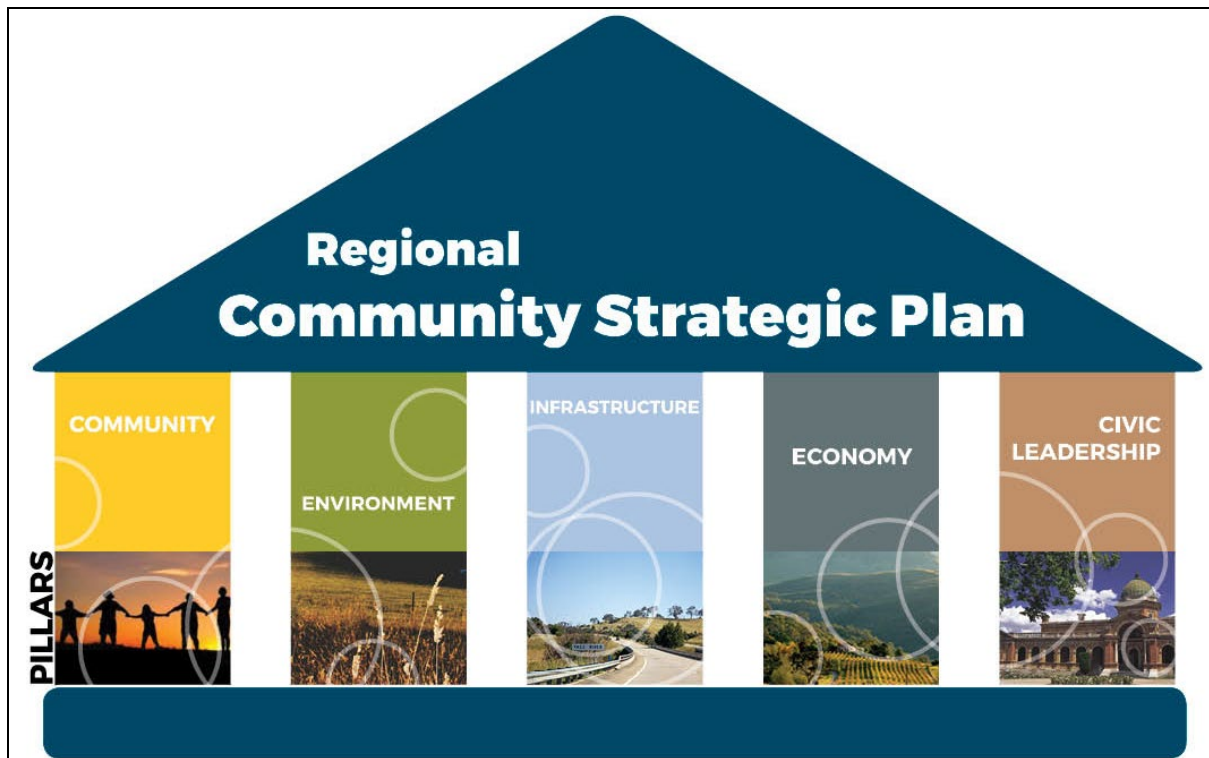 Regional
Community Strategic Plan
COMMUNITY
ENVIRONMENT
INFRASTRUCTURE
ECONOMY
CIVIC
LEADERSHIP
PILLARS